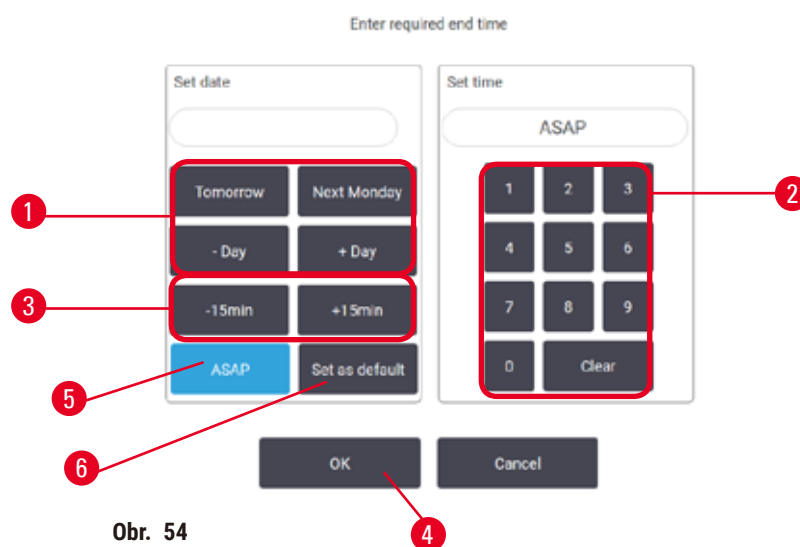 Enter required end time
Set date
Set time
ASAP
Tomorrow
Next Monday
- Day
+ Day
-15min
+15min
ASAP
Set as default
1
2
3
4
5
6
7
8
9
0
Clear
OK
Cancel
1
2
3
5
6
4
Obr. 54